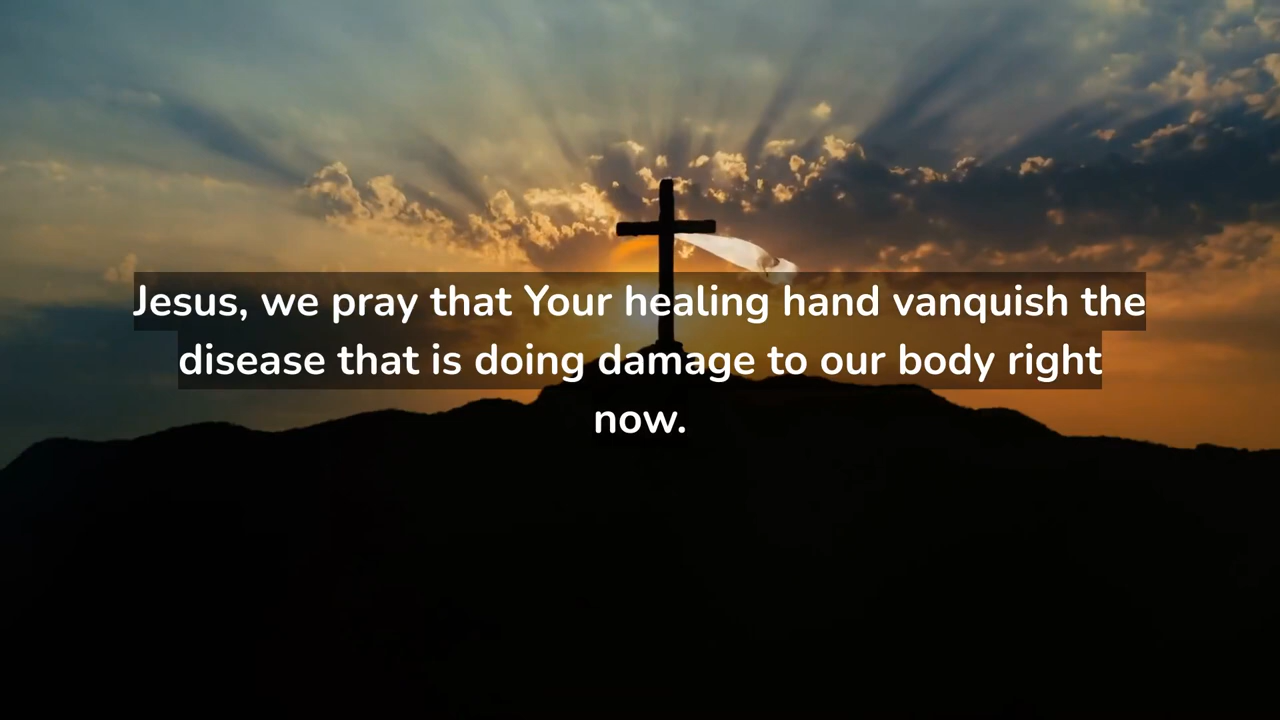 Jesus, we pray that Your healing hand vanquish the
disease that is doing damage to our body right
now.